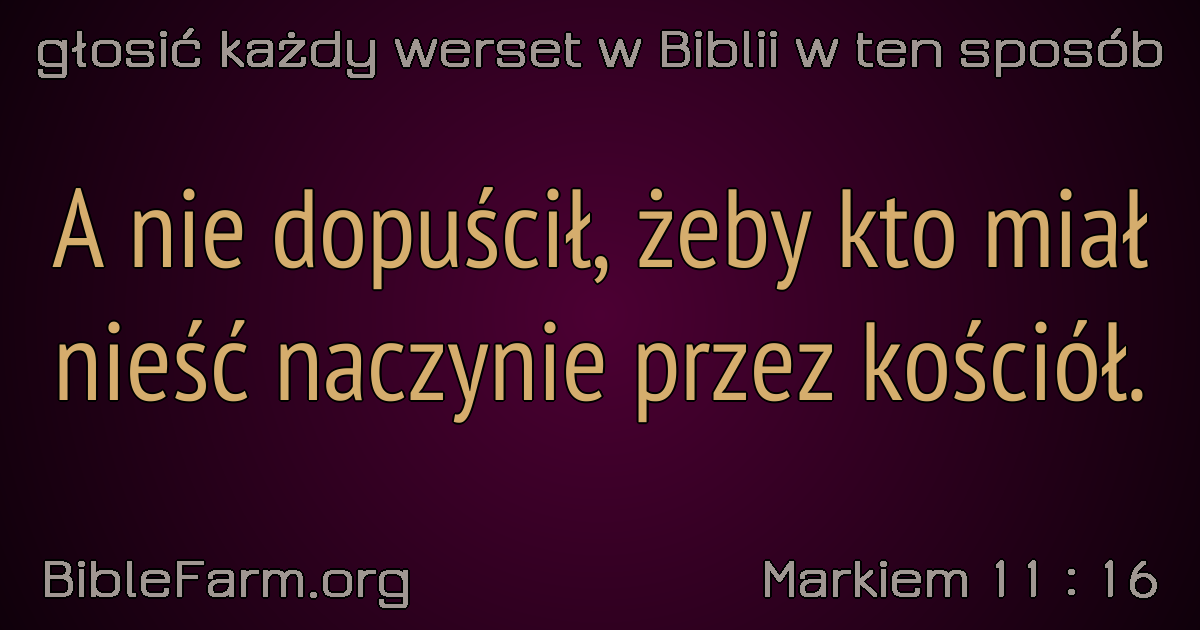 głosić każdy werset w Biblii w ten sposób
A nie dopuścił, żeby kto miał
nieść naczynie przez kościół.
BibleFarm.org
Markiem 11 : 16